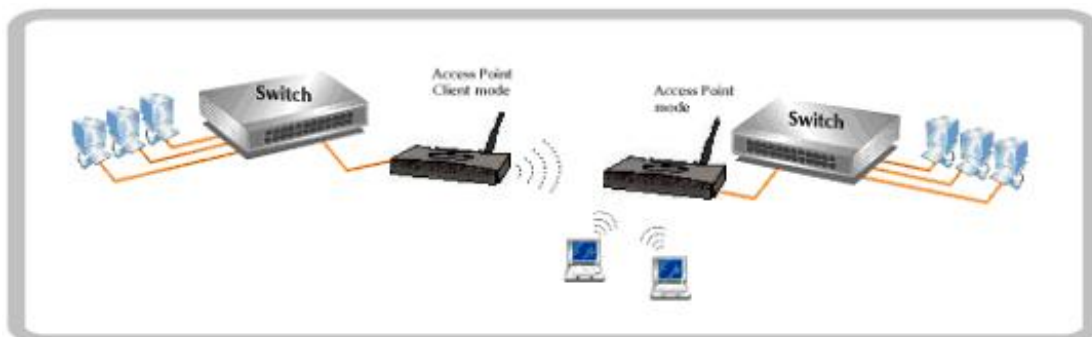 Switch
Access Point
Client mode
Access Point
mode
Switch